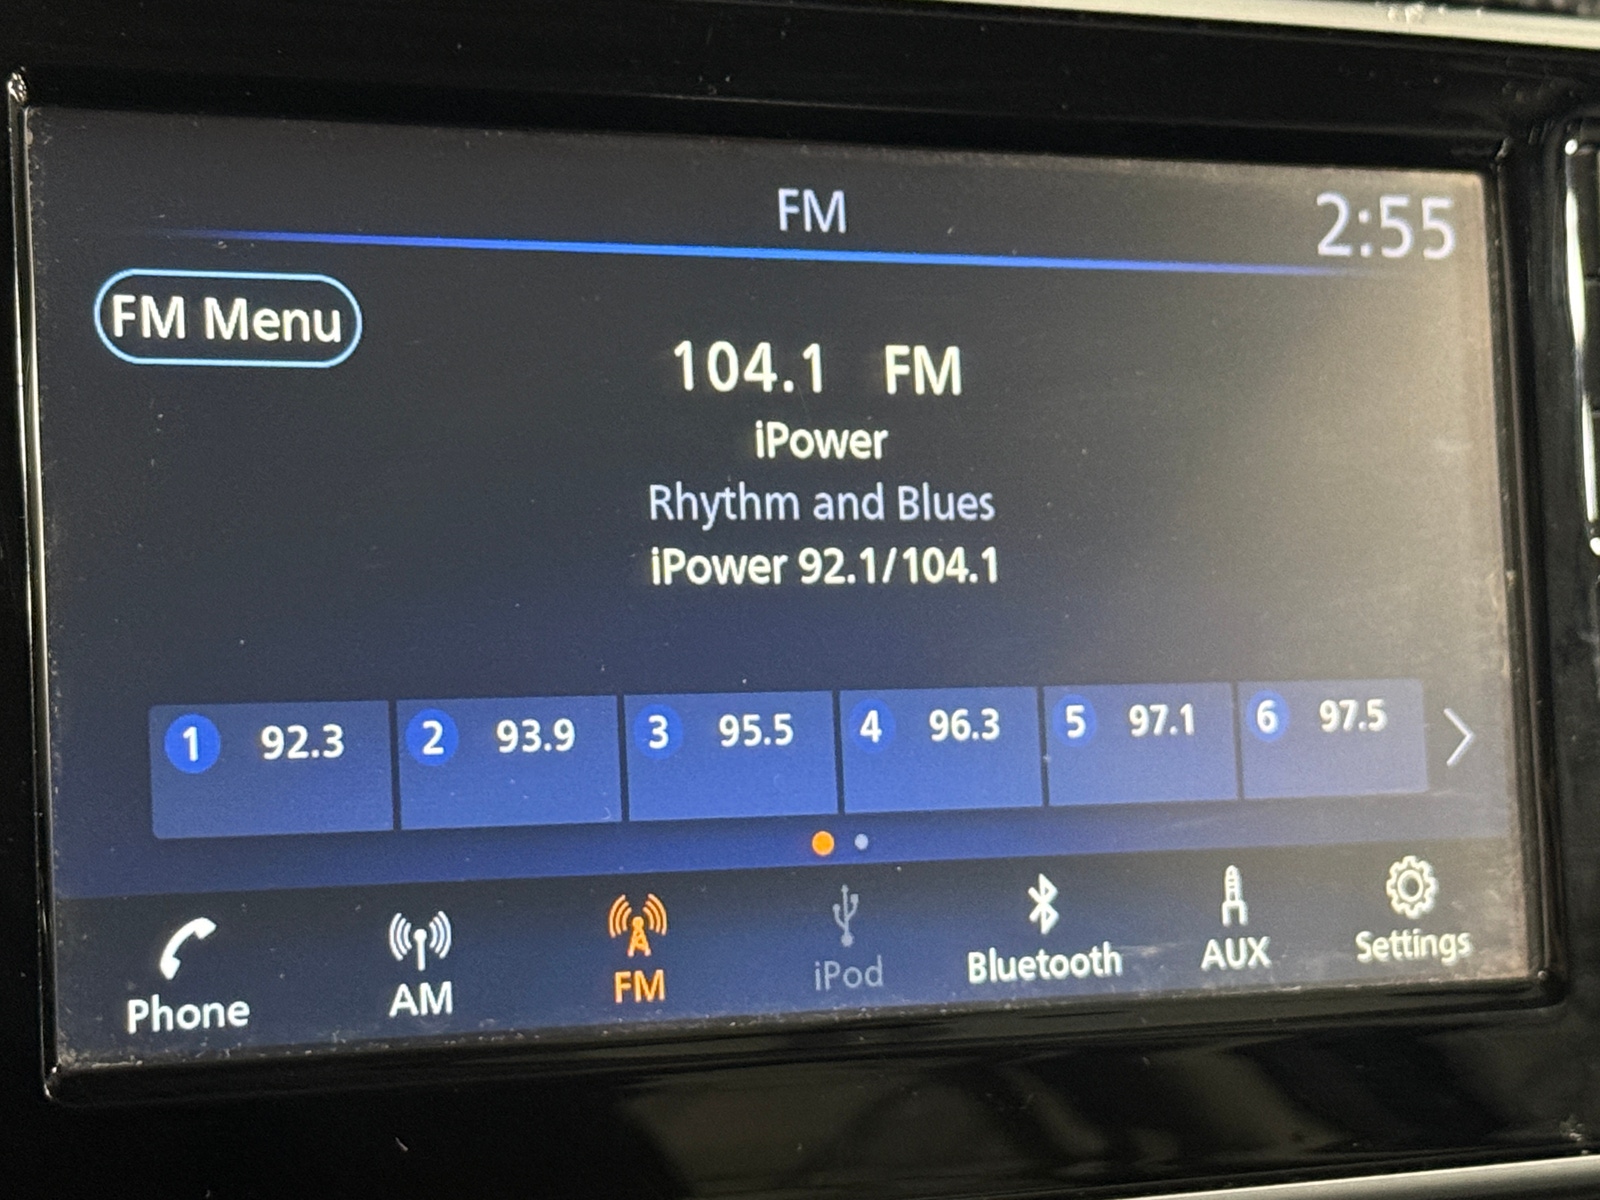 FM
2:55
FM Menu
104.1 FM
iPower
Rhythm and Blues
iPower 92.1/104.1
1 92.3 2 93.9 3 95.5 4 96.3 5 97.1 6 97.5
Phone AM FM iPod Bluetooth AUX Settings